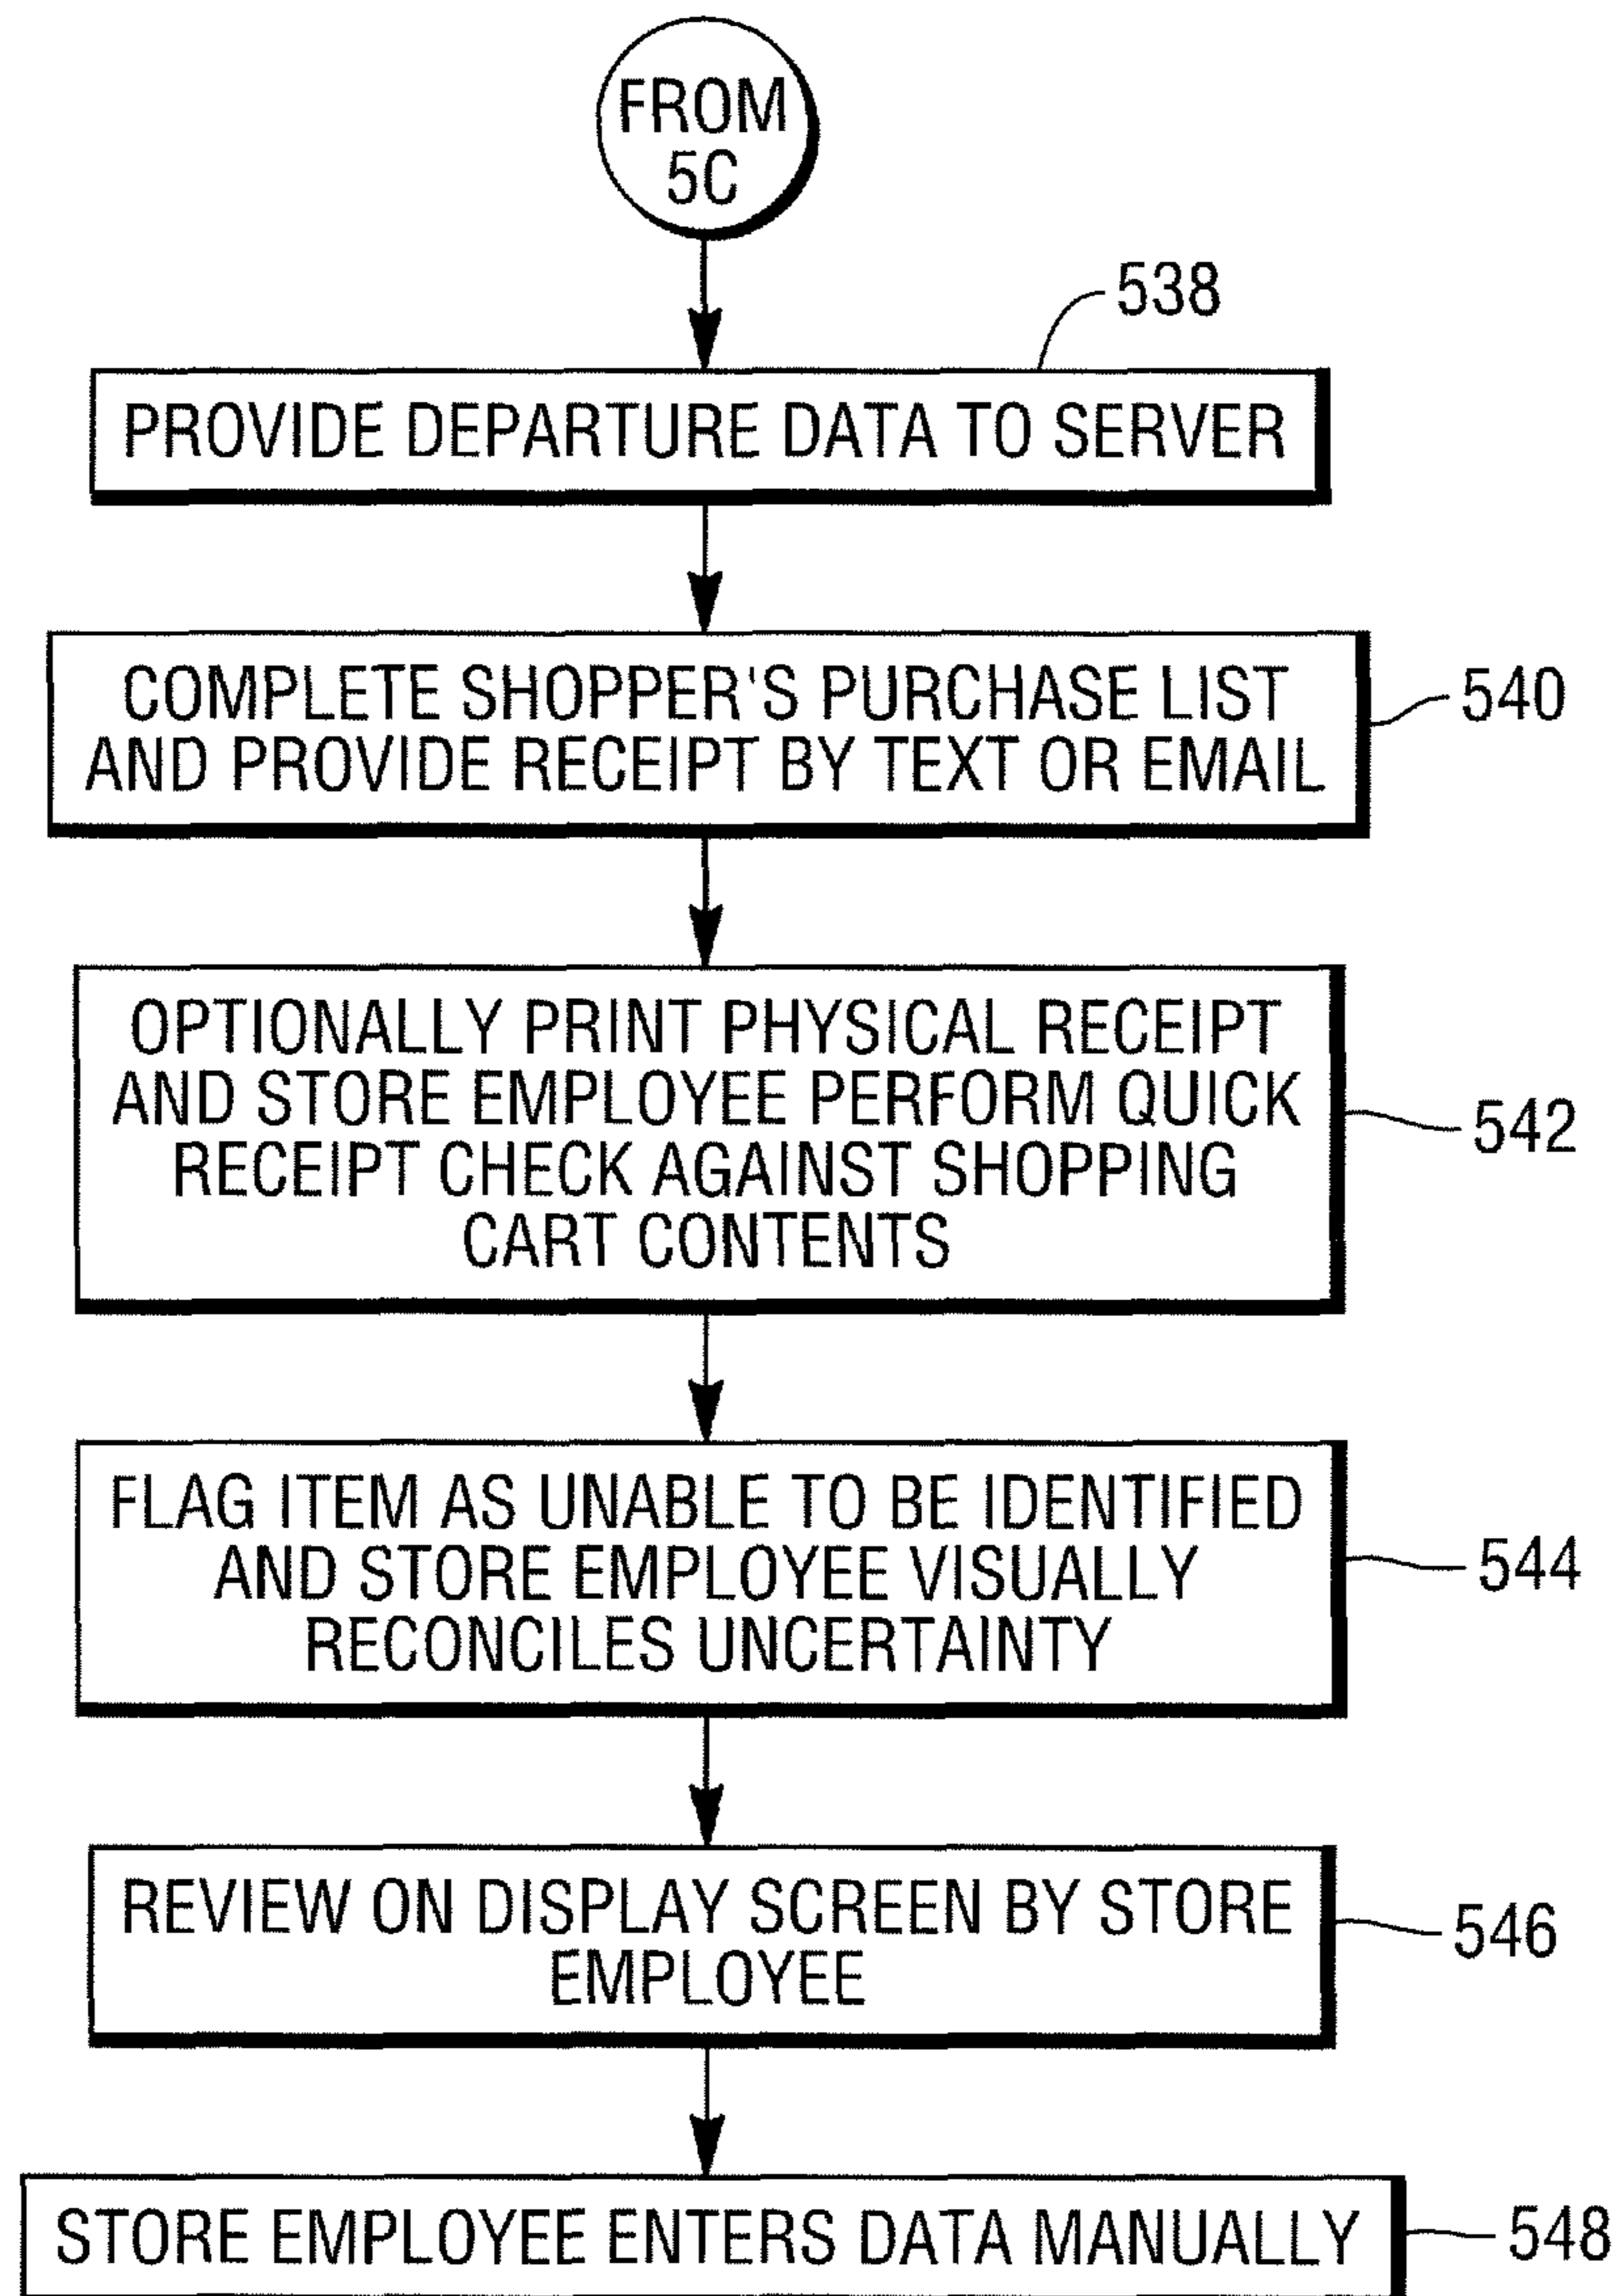 FROM
5C
538
PROVIDE DEPARTURE DATA TO SERVER
COMPLETE SHOPPER'S PURCHASE LIST
AND PROVIDE RECEIPT BY TEXT OR EMAIL
540
OPTIONALLY PRINT PHYSICAL RECEIPT
AND STORE EMPLOYEE PERFORM QUICK
RECEIPT CHECK AGAINST SHOPPING
CART CONTENTS
542
FLAG ITEM AS UNABLE TO BE IDENTIFIED
AND STORE EMPLOYEE VISUALLY
RECONCILES UNCERTAINTY
544
REVIEW ON DISPLAY SCREEN BY STORE
EMPLOYEE
546
STORE EMPLOYEE ENTERS DATA MANUALLY
548